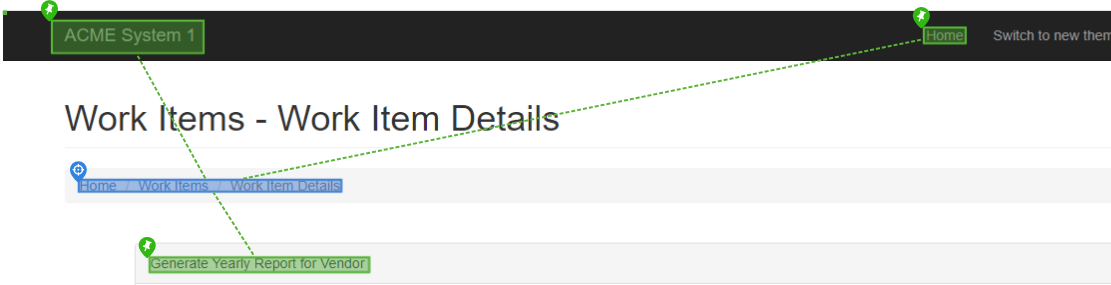 ACME System 1 Home Switch to new them
Work Items - Work Item Details
Home / Work Items / Work Item Details
Generate Yearly Report for Vendor